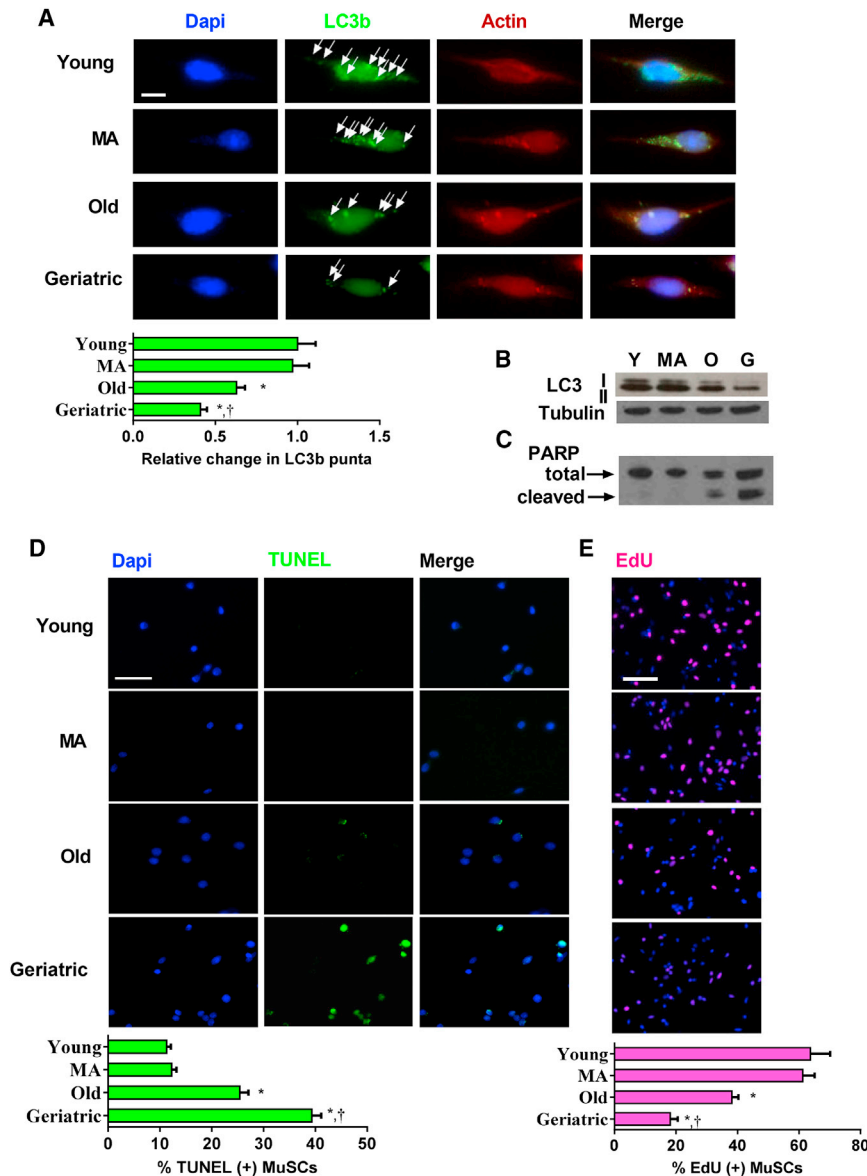 A
Dapi LC3b Actin Merge
Young
MA
Old
Geriatric
Young
MA
Old *
Geriatric *,†
0.0 0.5 1.0 1.5
Relative change in LC3b punta
B
Y MA O G
LC3 I
II
Tubulin
C
PARP
total
cleaved
D
Dapi TUNEL Merge
Young
MA
Old
Geriatric
Young
MA
Old *
Geriatric *,†
0 10 20 30 40 50
% TUNEL (+) MuSCs
E
EdU
Young
MA
Old *
Geriatric *,†
0 20 40 60 80
% EdU (+) MuSCs